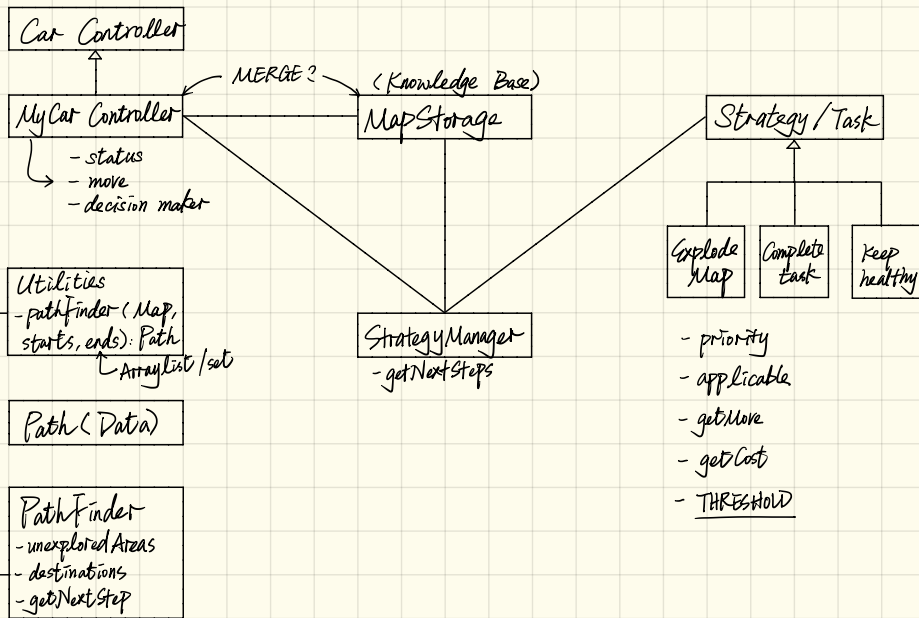 Car Controller
MERGE?
(Knowledge Base)
MyCar Controller
MapStorage
Strategy/Task
- status
- move
- decision maker
Explode
Map
Complete
task
Keep
healthy
Utilities
- pathfinder (Map,
starts, ends): Path
Arraylist/set
StrategyManager
- getNextSteps
- priority
- applicable
- getMove
- getCost
- THRESHOLD
Path (Data)
PathFinder
- unexploredAreas
- destinations
- getNextStep